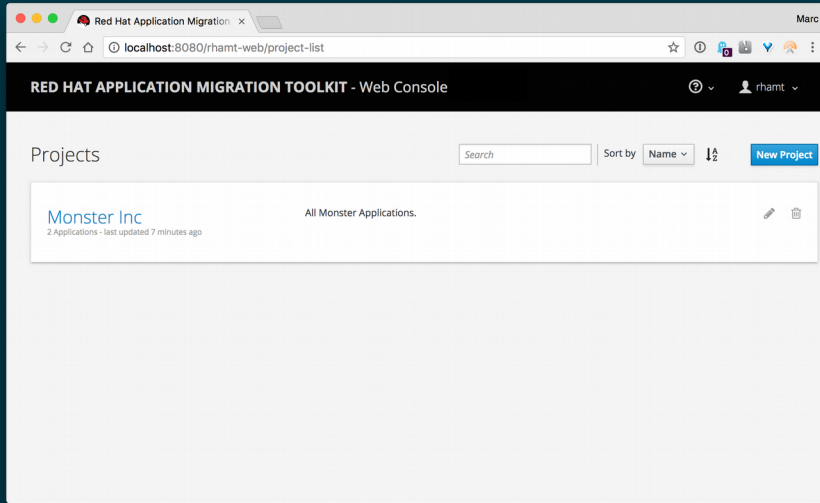 Red Hat Application Migration
Marc
localhost:8080/rhamt-web/project-list
0
RED HAT APPLICATION MIGRATION TOOLKIT - Web Console
rhamt
Projects
Search
Sort by
Name
A
Z
New Project
Monster Inc
All Monster Applications.
2 Applications - last updated 7 minutes ago